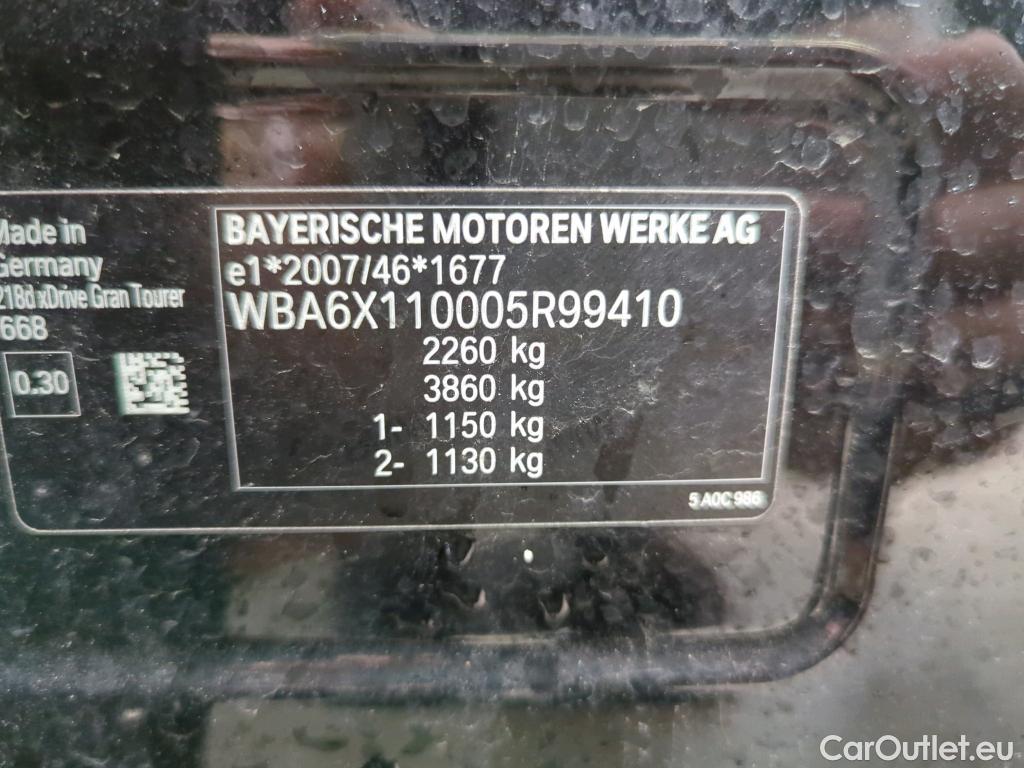 Made in
Germany
218d xDrive Gran Tourer
668
0.30
BAYERISCHE MOTOREN WERKE AG
e1*2007/46*1677
WBA6X110005R99410
2260 kg
3860 kg
1- 1150 kg
2- 1130 kg
5 A0C 986
CarOutlet.eu